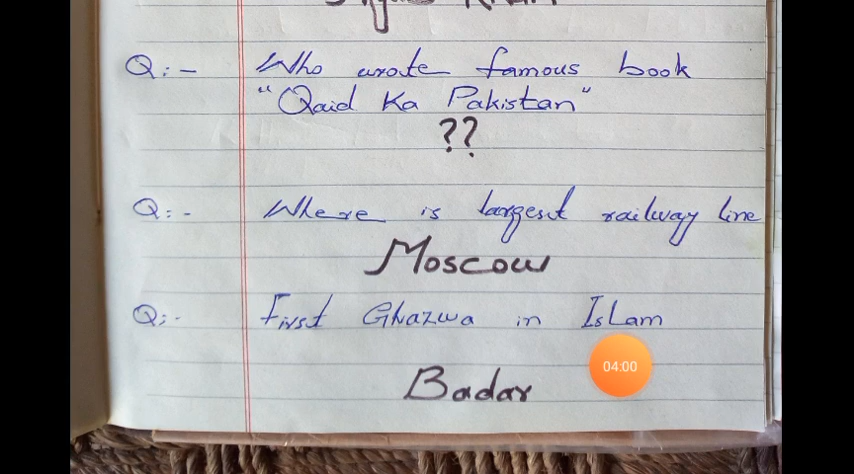 Q:- Who wrote famous book
"Qaid Ka Pakistan"
??
Q:- Where is largest railway line
Moscow
Q:- First Ghazwa in IsLam
04:00
Badar